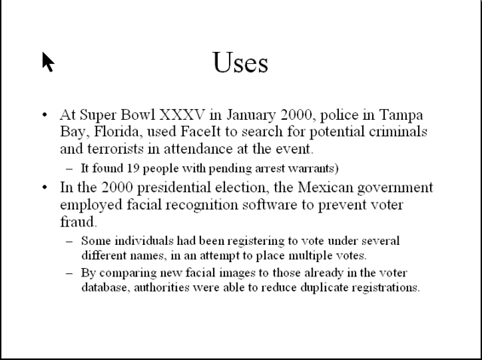 Uses
• At Super Bowl XXXV in January 2000, police in Tampa
Bay, Florida, used FaceIt to search for potential criminals
and terrorists in attendance at the event.
– It found 19 people with pending arrest warrants)
• In the 2000 presidential election, the Mexican government
employed facial recognition software to prevent voter
fraud.
– Some individuals had been registering to vote under several
different names, in an attempt to place multiple votes.
– By comparing new facial images to those already in the voter
database, authorities were able to reduce duplicate registrations.